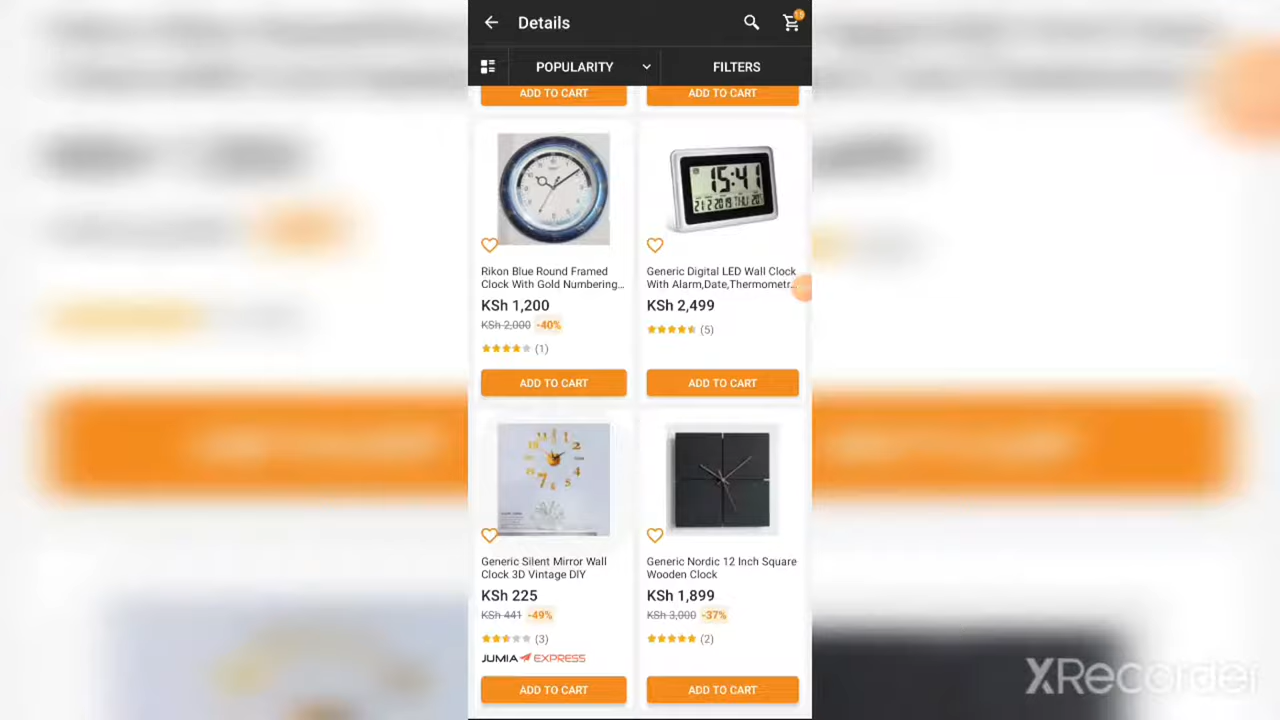 Details
15
POPULARITY
FILTERS
ADD TO CART
ADD TO CART
Rikon Blue Round Framed
Clock With Gold Numbering...
KSh 1,200
KSh 2,000 -40%
(1)
ADD TO CART
15:41
Generic Digital LED Wall Clock
With Alarm,Date,Thermometr...
KSh 2,499
(5)
ADD TO CART
Generic Silent Mirror Wall
Clock 3D Vintage DIY
KSh 225
KSh 441 -49%
(3)
JUMIA EXPRESS
ADD TO CART
Generic Nordic 12 Inch Square
Wooden Clock
KSh 1,899
KSh 3,000 -37%
(2)
ADD TO CART
XRecorder